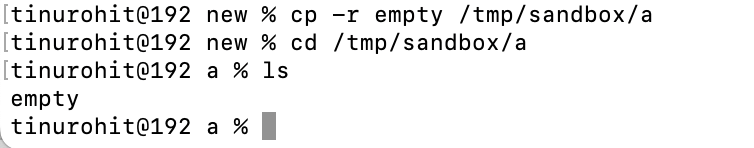 [tinurohit@192 new % cp -r empty /tmp/sandbox/a
[tinurohit@192 new % cd /tmp/sandbox/a
[tinurohit@192 a % ls
empty
tinurohit@192 a %